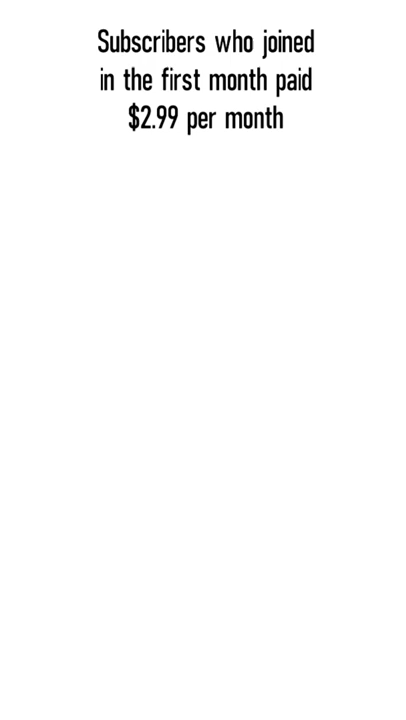 Subscribers who joined
in the first month paid
$2.99 per month